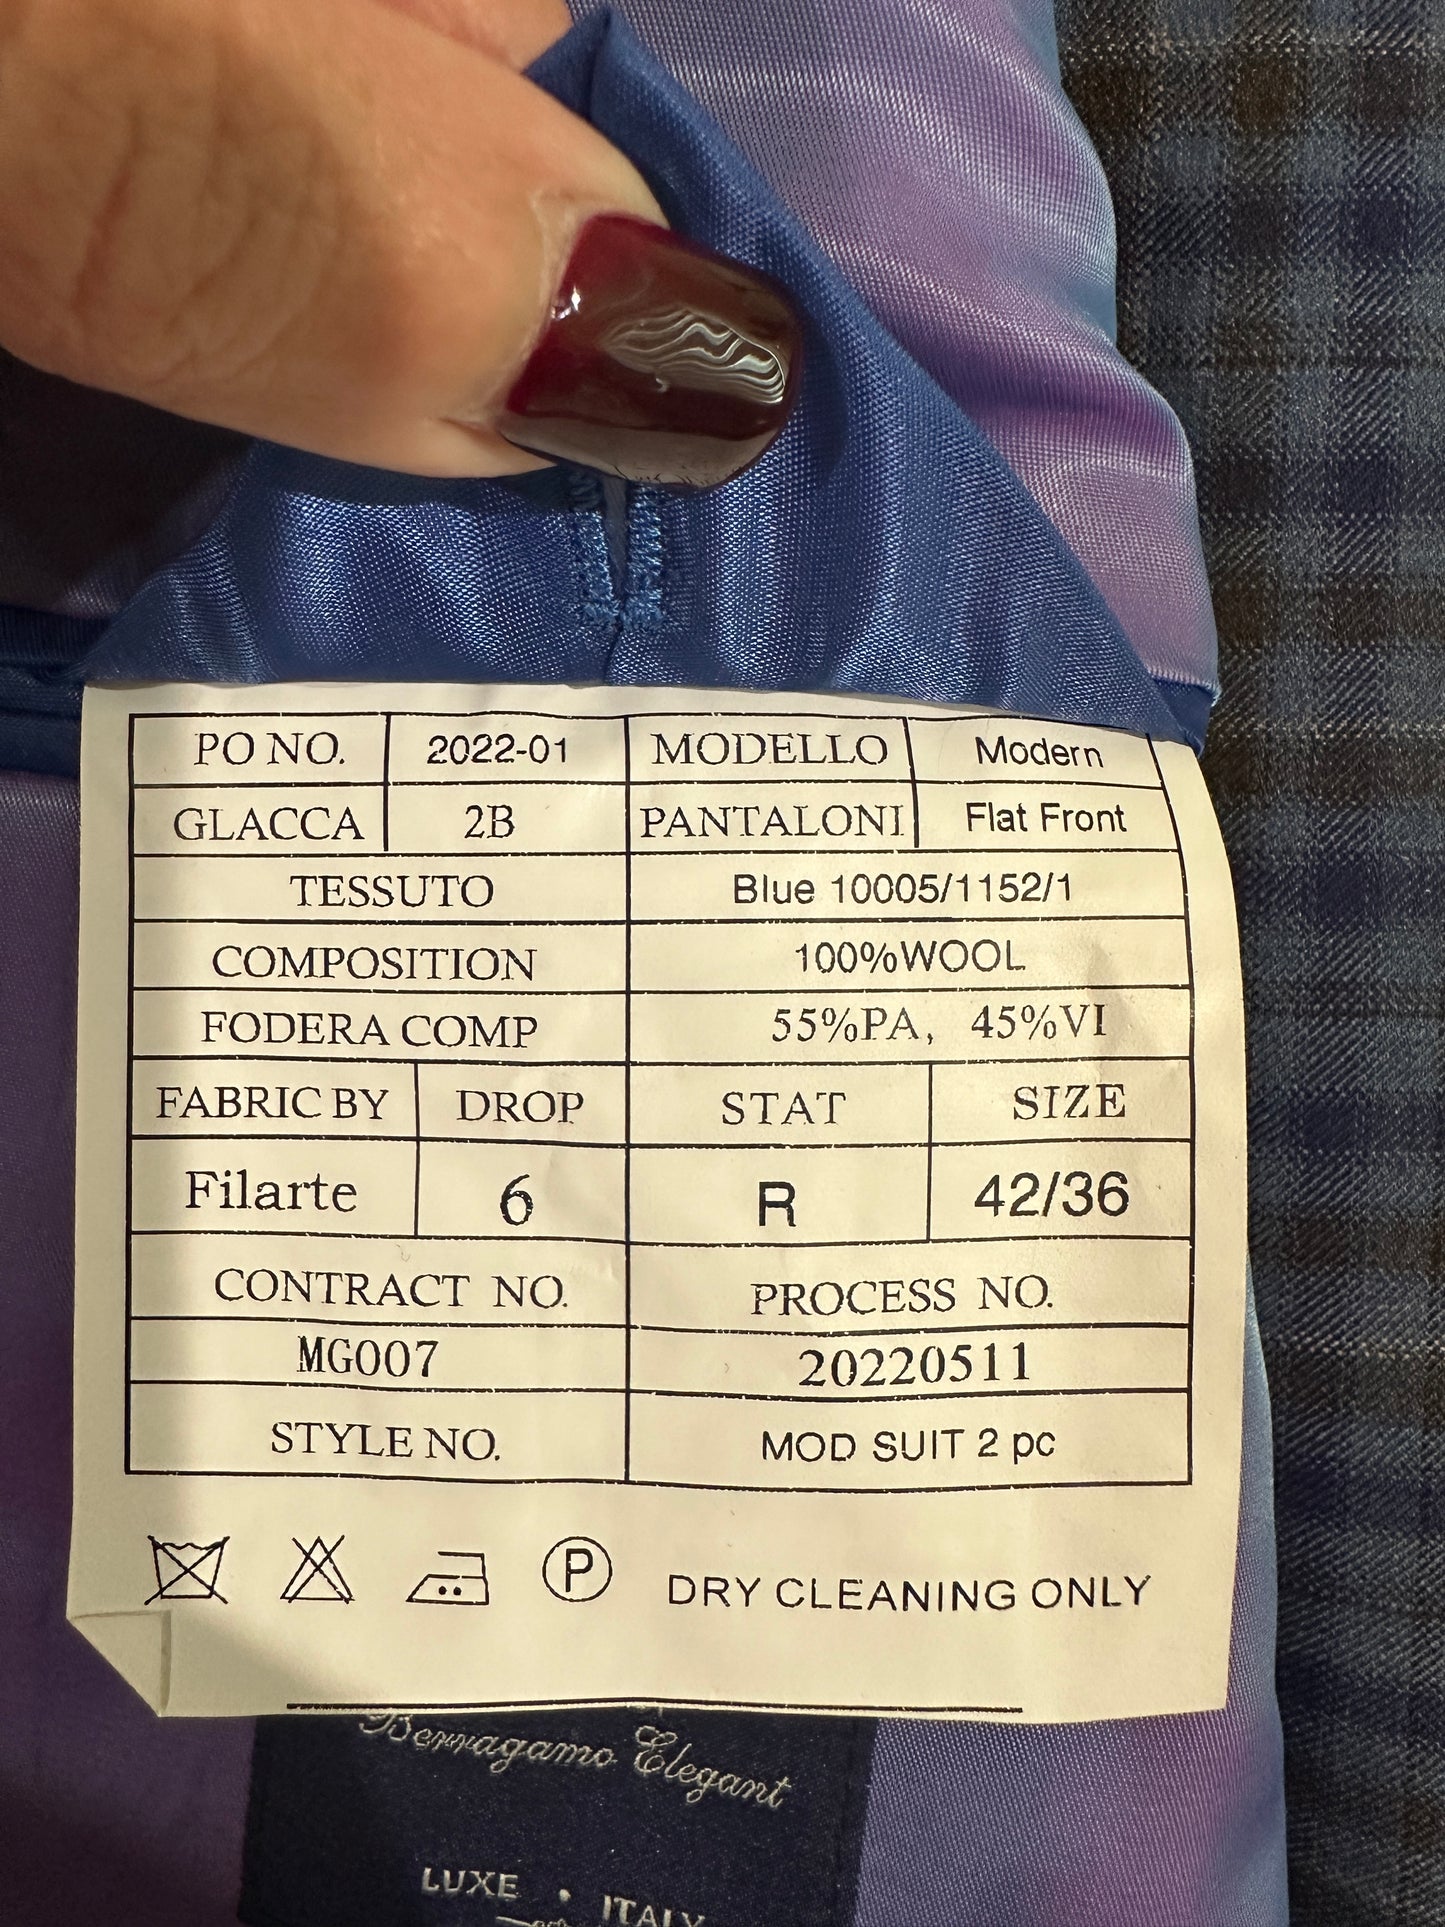 PO NO. 2022-01 MODELLO Modern
GLACCA 2B PANTALONI Flat Front
TESSUTO Blue 10005/1152/1
COMPOSITION 100%WOOL
FODERA COMP 55%PA, 45%VI
FABRIC BY DROP STAT SIZE
Filarte 6 R 42/36
CONTRACT NO. PROCESS NO.
MG007 20220511
STYLE NO. MOD SUIT 2 pc
P DRY CLEANING ONLY
Berragamo Elegant
LUXE • ITALY